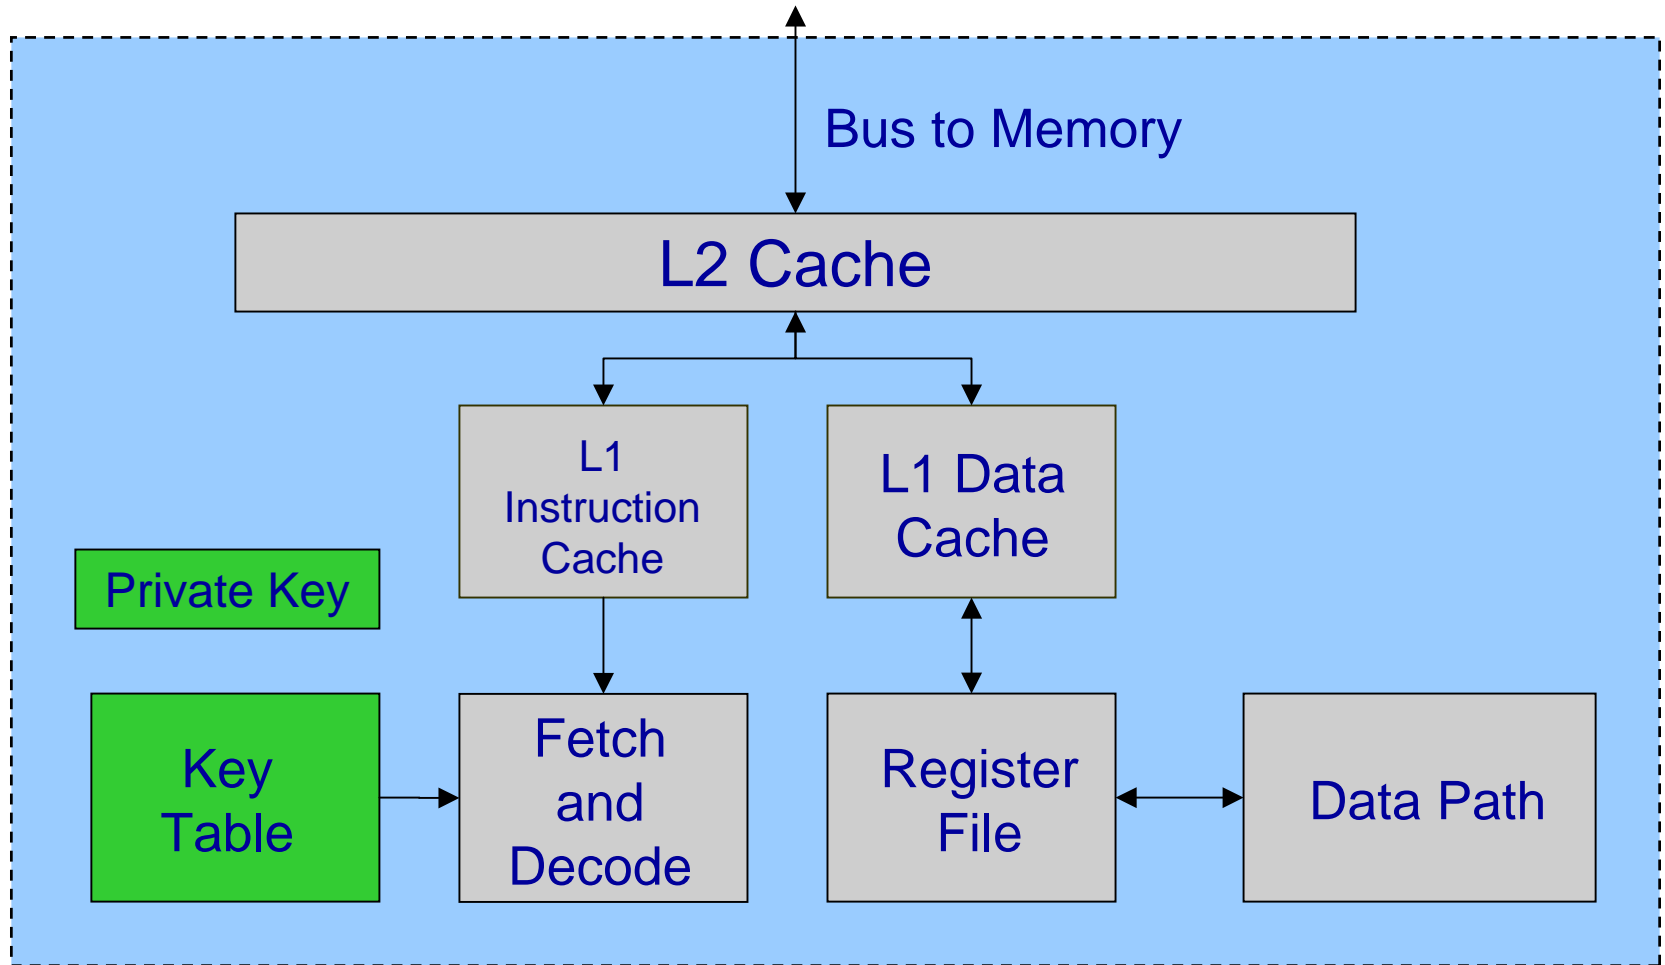 Bus to Memory
L2 Cache
L1
Instruction
Cache
L1 Data
Cache
Private Key
Key
Table
Fetch
and
Decode
Register
File
Data Path